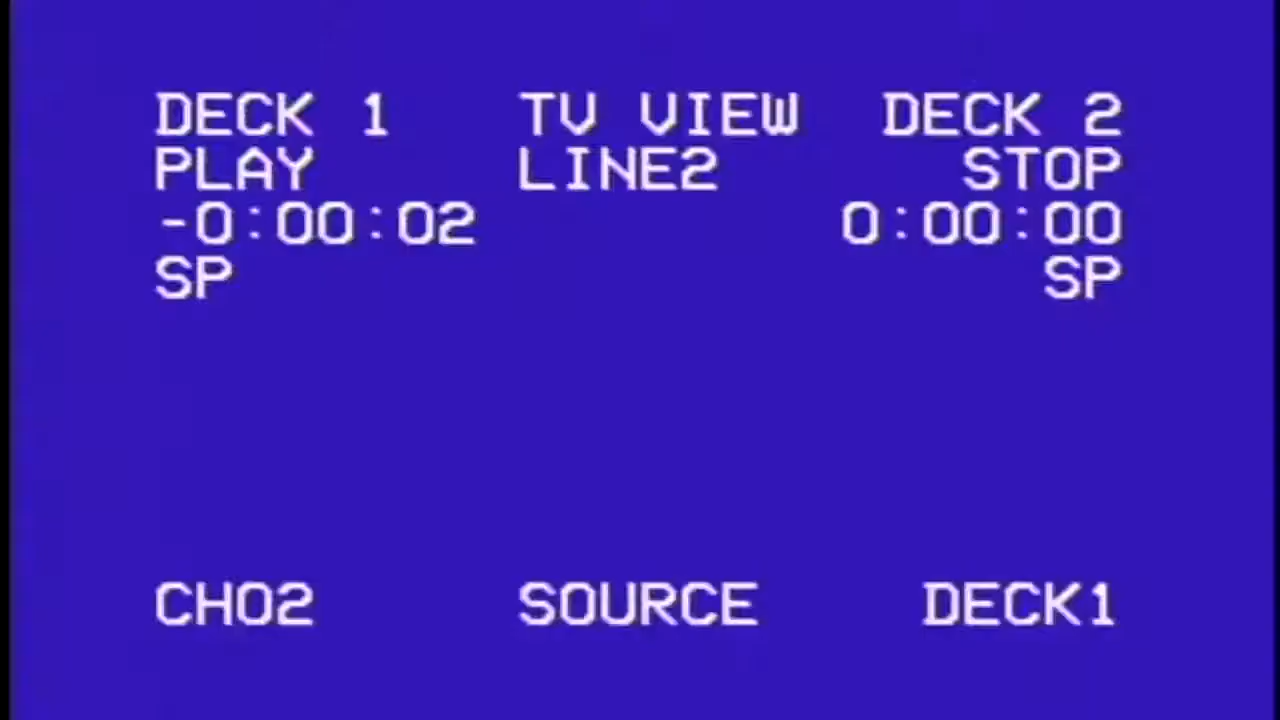 DECK 1 TV VIEW DECK 2
PLAY LINE2 STOP
-0:00:02 0:00:00
SP SP
CH02 SOURCE DECK1